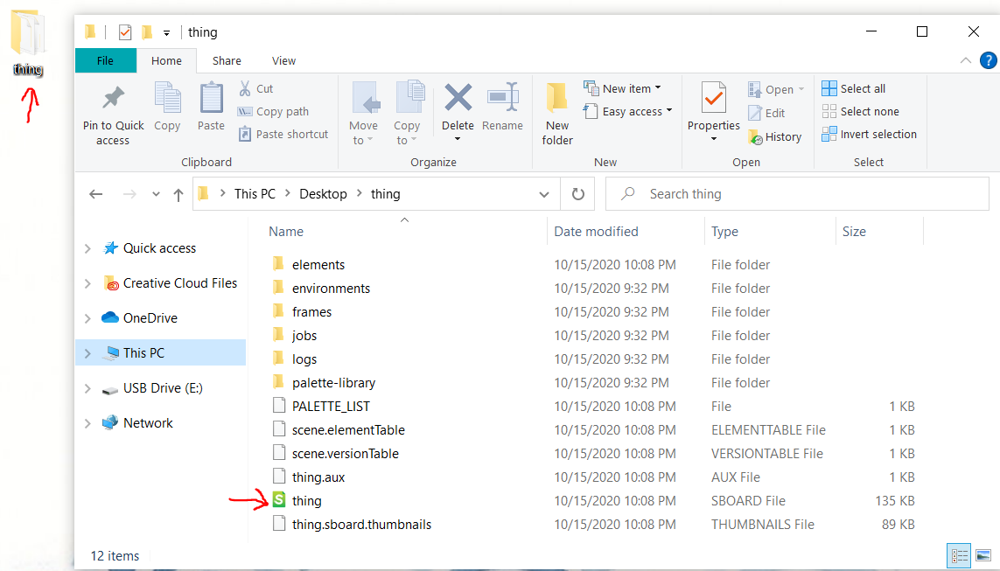 thing
thing
File Home Share View
Pin to Quick access
Copy
Paste
Cut
Copy path
Paste shortcut
Clipboard
Move to
Copy to
Delete
Rename
Organize
New folder
New item
Easy access
New
Properties
Open
Edit
History
Open
Select all
Select none
Invert selection
Select
This PC > Desktop > thing
Search thing
Quick access
Creative Cloud Files
OneDrive
This PC
USB Drive (E:)
Network
Name Date modified Type Size
elements 10/15/2020 10:08 PM File folder
environments 10/15/2020 9:32 PM File folder
frames 10/15/2020 9:32 PM File folder
jobs 10/15/2020 9:32 PM File folder
logs 10/15/2020 9:32 PM File folder
palette-library 10/15/2020 9:32 PM File folder
PALETTE_LIST 10/15/2020 10:08 PM File 1 KB
scene.elementTable 10/15/2020 10:08 PM ELEMENTTABLE File 1 KB
scene.versionTable 10/15/2020 10:08 PM VERSIONTABLE File 1 KB
thing.aux 10/15/2020 10:08 PM AUX File 1 KB
S thing 10/15/2020 10:08 PM SBOARD File 135 KB
thing.sboard.thumbnails 10/15/2020 10:08 PM THUMBNAILS File 89 KB
12 items